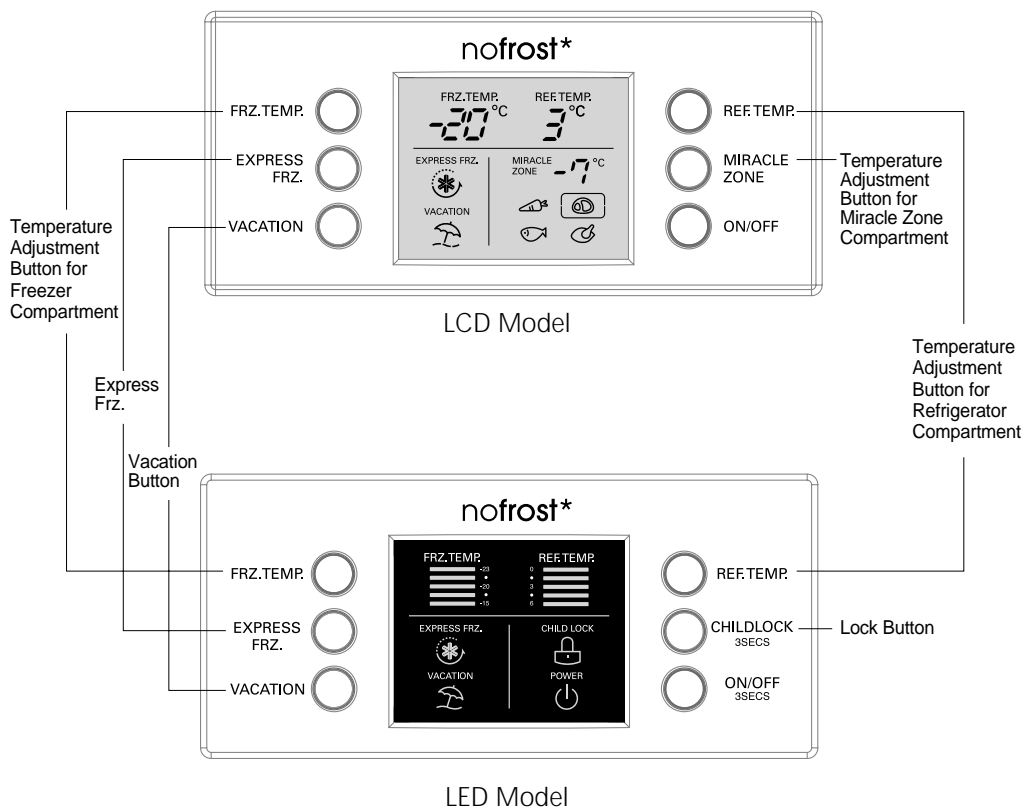 nofrost*
FRZ.TEMP.
EXPRESS
FRZ.
VACATION
FRZ.TEMP. REF.TEMP.
-20 °C 3 °C
EXPRESS FRZ.
VACATION
MIRACLE
ZONE -7 °C
REF.TEMP.
MIRACLE
ZONE
ON/OFF
Temperature
Adjustment
Button for
Miracle Zone
Compartment
Temperature
Adjustment
Button for
Freezer
Compartment
LCD Model
Express
Frz.
Vacation
Button
Temperature
Adjustment
Button for
Refrigerator
Compartment
nofrost*
FRZ.TEMP.
EXPRESS
FRZ.
VACATION
FRZ.TEMP.
-23
-20
-15
REF.TEMP.
0
3
6
EXPRESS FRZ.
VACATION
CHILD LOCK
POWER
REF.TEMP.
CHILDLOCK
3SECS
ON/OFF
3SECS
Lock Button
LED Model